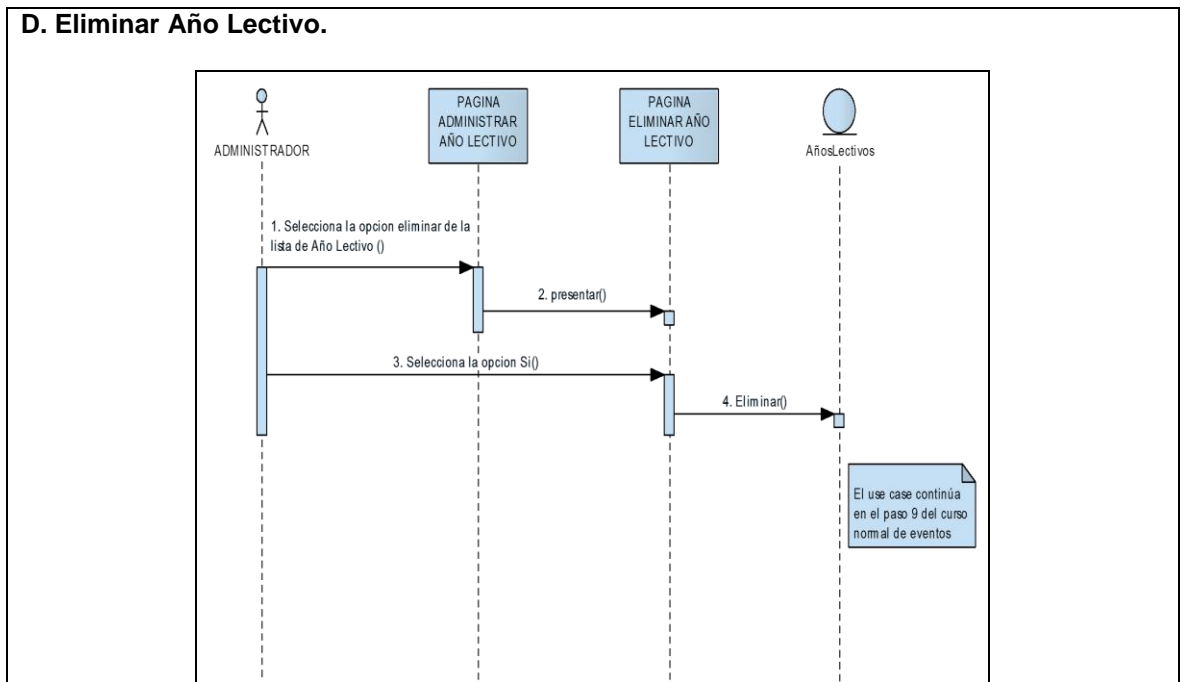 D. Eliminar Año Lectivo.
ADMINISTRADOR
PAGINA
ADMINISTRAR
AÑO LECTIVO
PAGINA
ELIMINAR AÑO
LECTIVO
AñosLectivos
1. Selecciona la opcion eliminar de la
lista de Año Lectivo ()
2. presentar()
3. Selecciona la opcion Si()
4. Eliminar()
El use case continúa
en el paso 9 del curso
normal de eventos